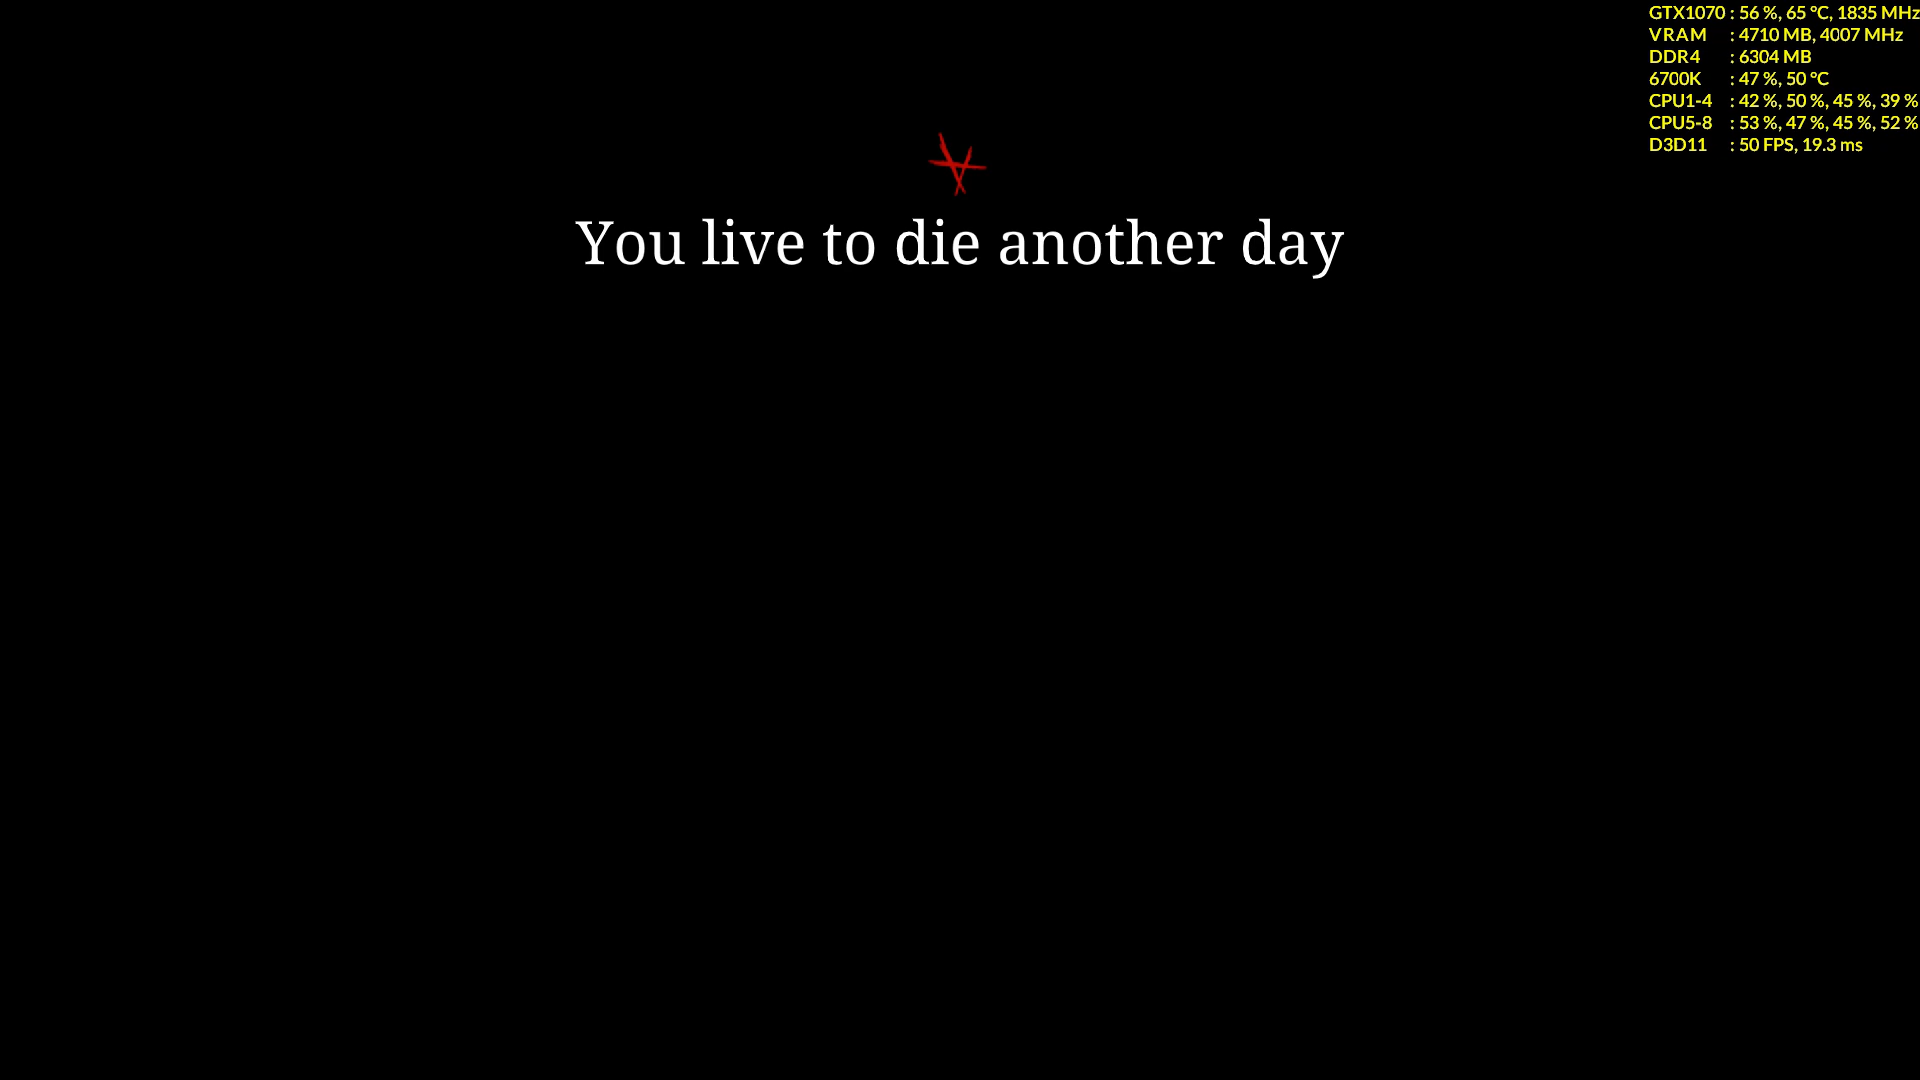 GTX1070 : 56 %, 65 °C, 1835 MHz
VRAM : 4710 MB, 4007 MHz
DDR4 : 6304 MB
6700K : 47 %, 50 °C
CPU1-4 : 42 %, 50 %, 45 %, 39 %
CPU5-8 : 53 %, 47 %, 45 %, 52 %
D3D11 : 50 FPS, 19.3 ms
You live to die another day